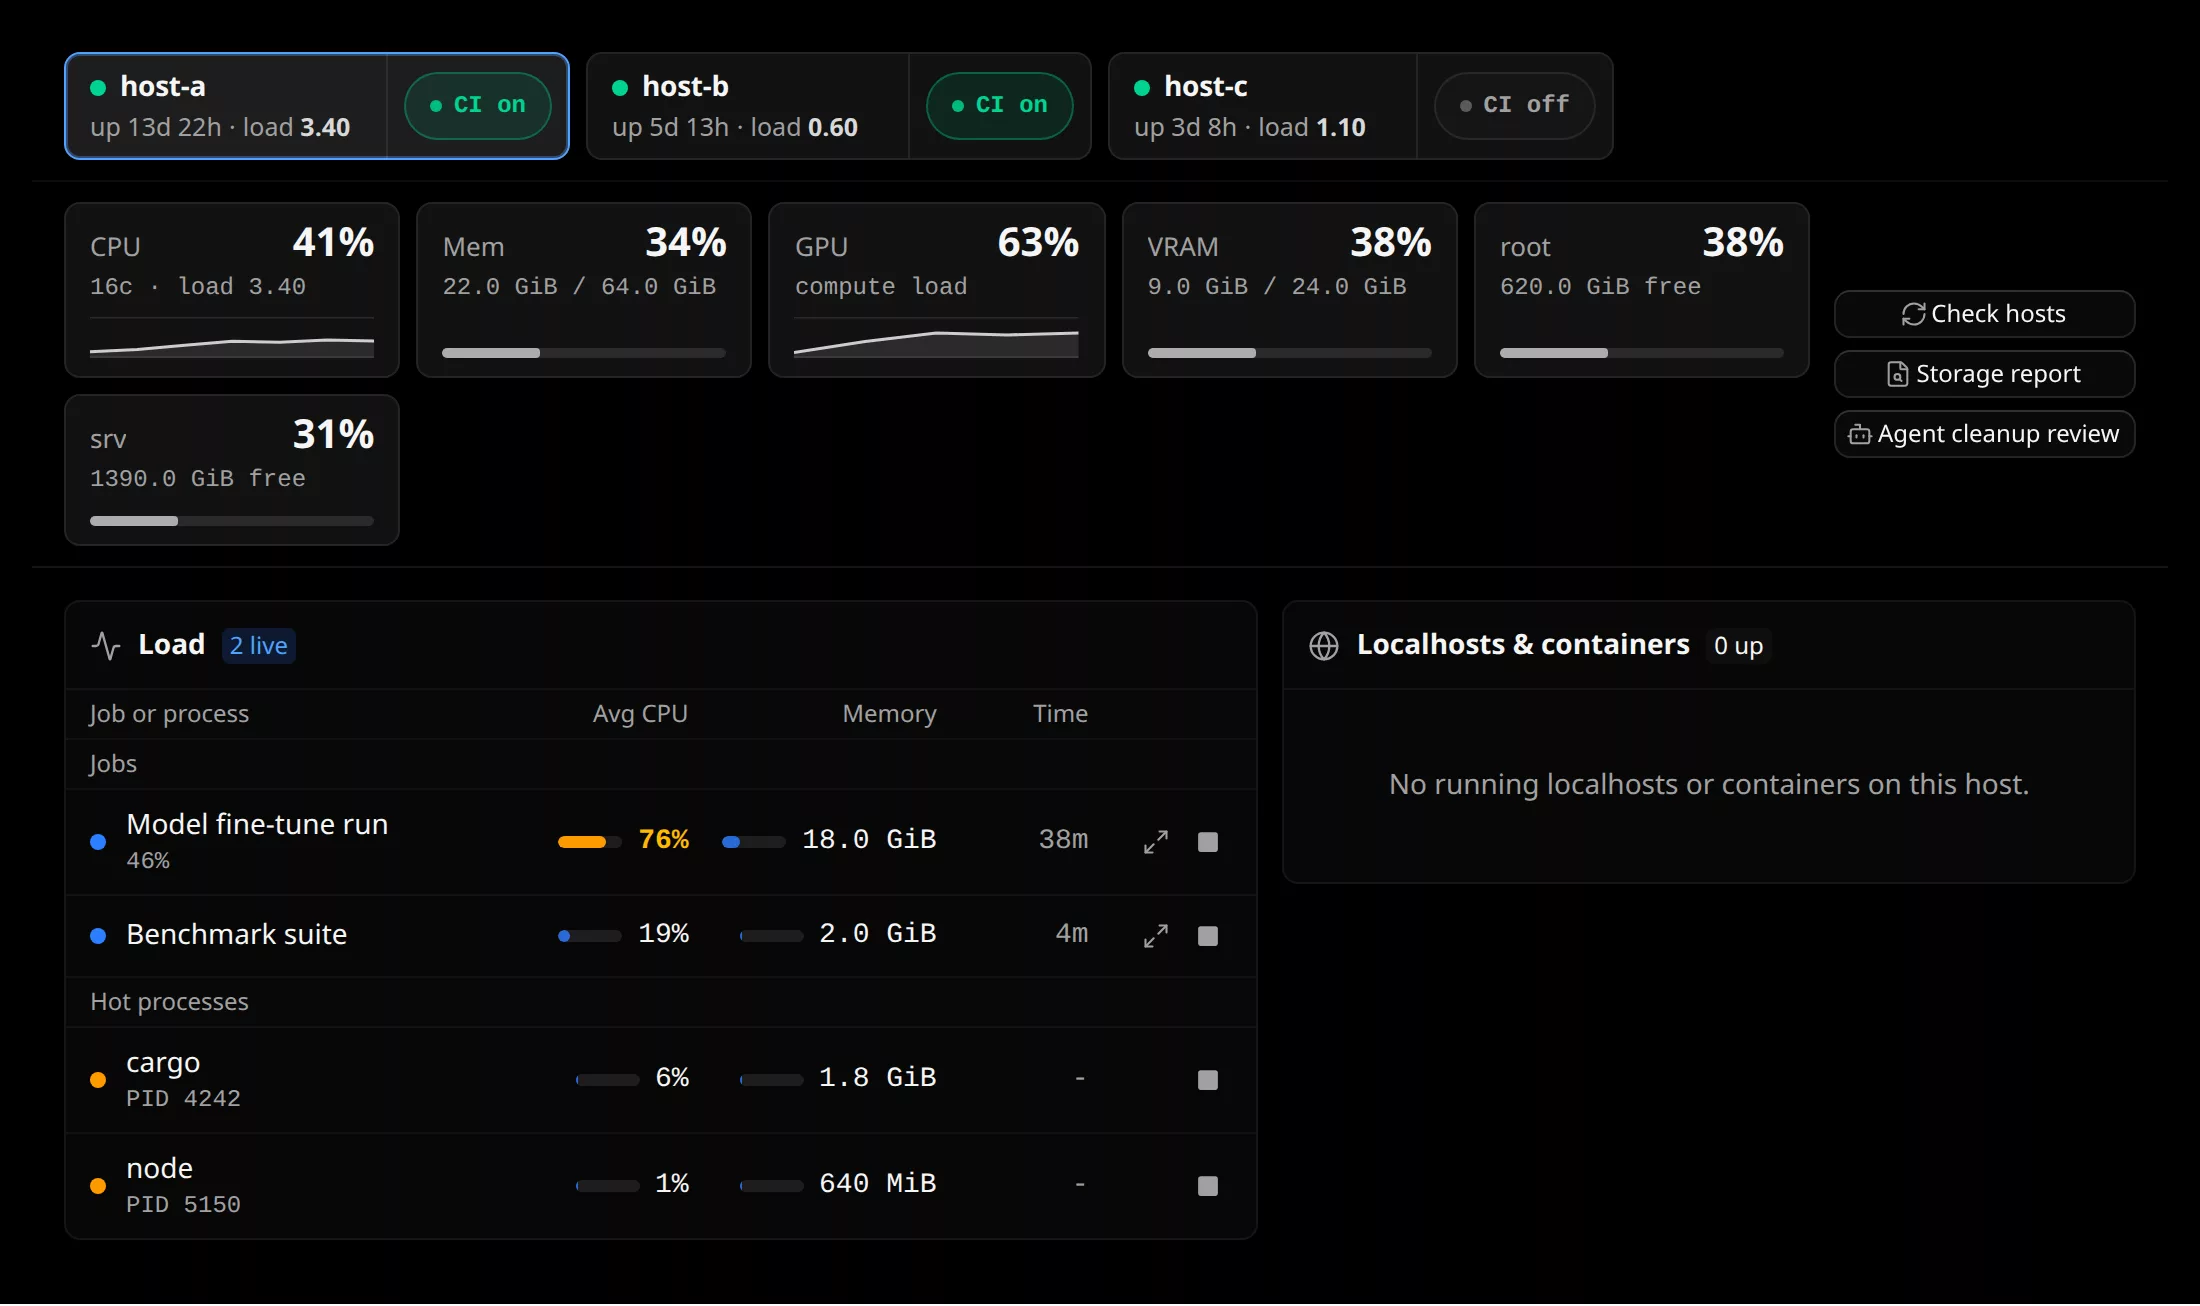 host-a
up 13d 22h · load 3.40
CI on
host-b
up 5d 13h · load 0.60
CI on
host-c
up 3d 8h · load 1.10
CI off
CPU 41%
16c · load 3.40
Mem 34%
22.0 GiB / 64.0 GiB
GPU 63%
compute load
VRAM 38%
9.0 GiB / 24.0 GiB
root 38%
620.0 GiB free
srv 31%
1390.0 GiB free
Check hosts
Storage report
Agent cleanup review
Load 2 live
Job or process Avg CPU Memory Time
Jobs
Model fine-tune run
46%
76% 18.0 GiB 38m
Benchmark suite 19% 2.0 GiB 4m
Hot processes
cargo
PID 4242
6% 1.8 GiB -
node
PID 5150
1% 640 MiB -
Localhosts & containers 0 up
No running localhosts or containers on this host.